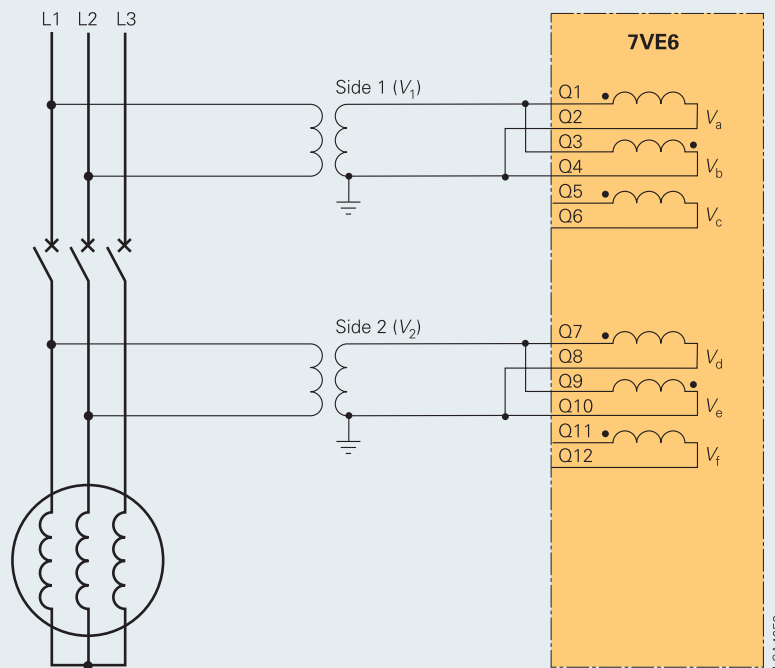 L1 L2 L3
7VE6
Side 1 (V1)
Q1
Q2
Va
Q3
Q4
Vb
Q5
Q6
Vc
Side 2 (V2)
Q7
Q8
Vd
Q9
Q10
Ve
Q11
Q12
Vf